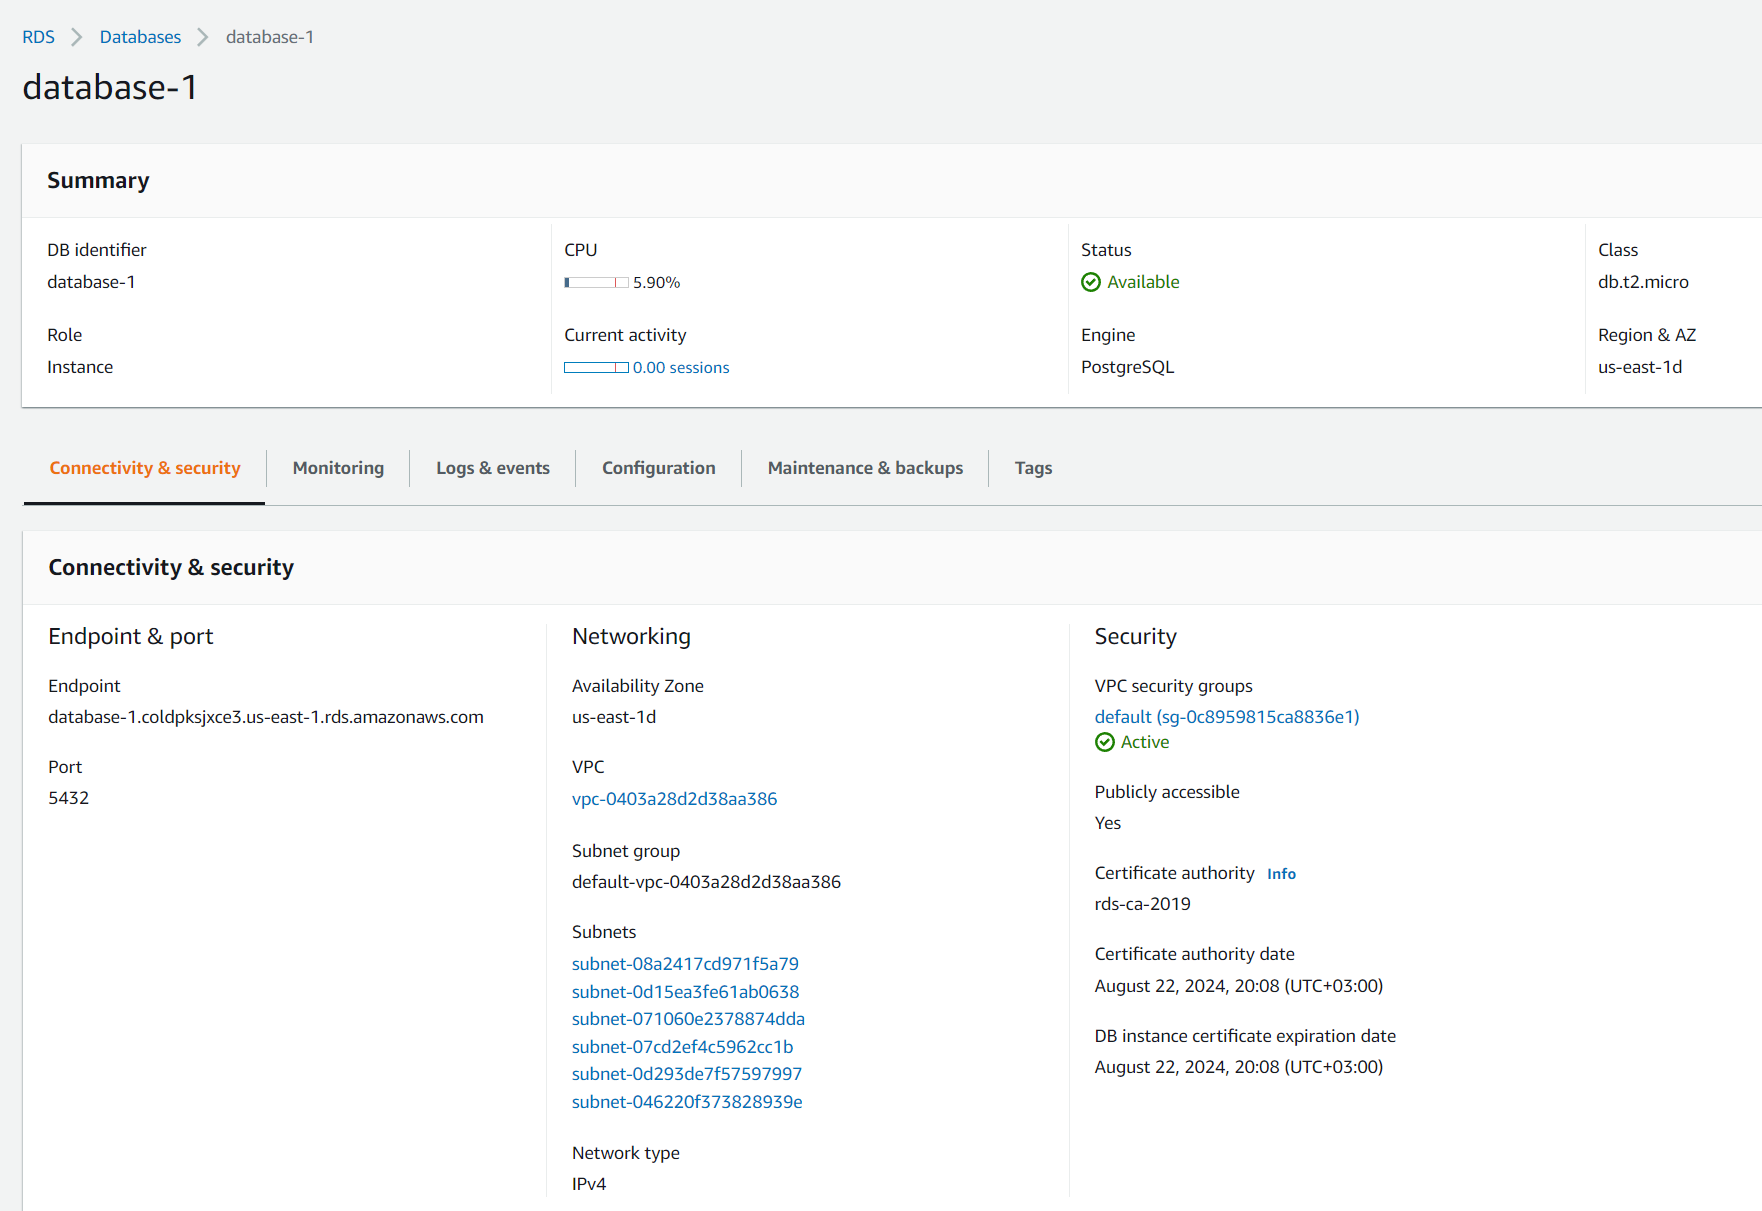 RDS > Databases > database-1
database-1
Summary
DB identifier
database-1
Role
Instance
CPU
5.90%
Current activity
0.00 sessions
Status
Available
Engine
PostgreSQL
Class
db.t2.micro
Region & AZ
us-east-1d
Connectivity & security
Monitoring
Logs & events
Configuration
Maintenance & backups
Tags
Connectivity & security
Endpoint & port
Endpoint
database-1.coldpksjxce3.us-east-1.rds.amazonaws.com
Port
5432
Networking
Availability Zone
us-east-1d
VPC
vpc-0403a28d2d38aa386
Subnet group
default-vpc-0403a28d2d38aa386
Subnets
subnet-08a2417cd971f5a79
subnet-0d15ea3fe61ab0638
subnet-071060e2378874dda
subnet-07cd2ef4c5962cc1b
subnet-0d293de7f57597997
subnet-046220f373828939e
Network type
IPv4
Security
VPC security groups
default (sg-0c8959815ca8836e1)
Active
Publicly accessible
Yes
Certificate authority Info
rds-ca-2019
Certificate authority date
August 22, 2024, 20:08 (UTC+03:00)
DB instance certificate expiration date
August 22, 2024, 20:08 (UTC+03:00)